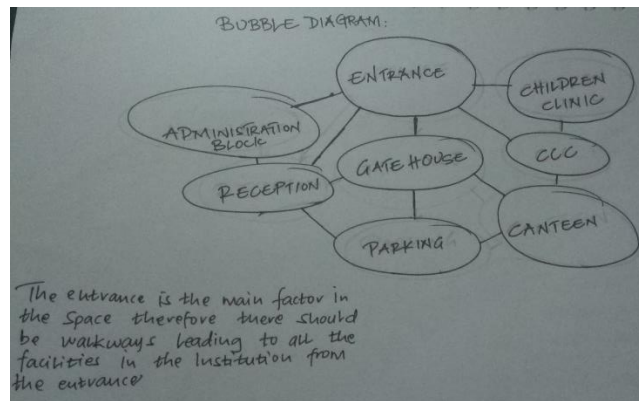 BUBBLE DIAGRAM:
ENTRANCE
CHILDREN
CLINIC
ADMINISTRATION
BLOCK
GATE HOUSE
CCC
RECEPTION
CANTEEN
PARKING
The entrance is the main factor in
the space therefore there should
be walkways leading to all the
facilities in the Institution from
the entrance